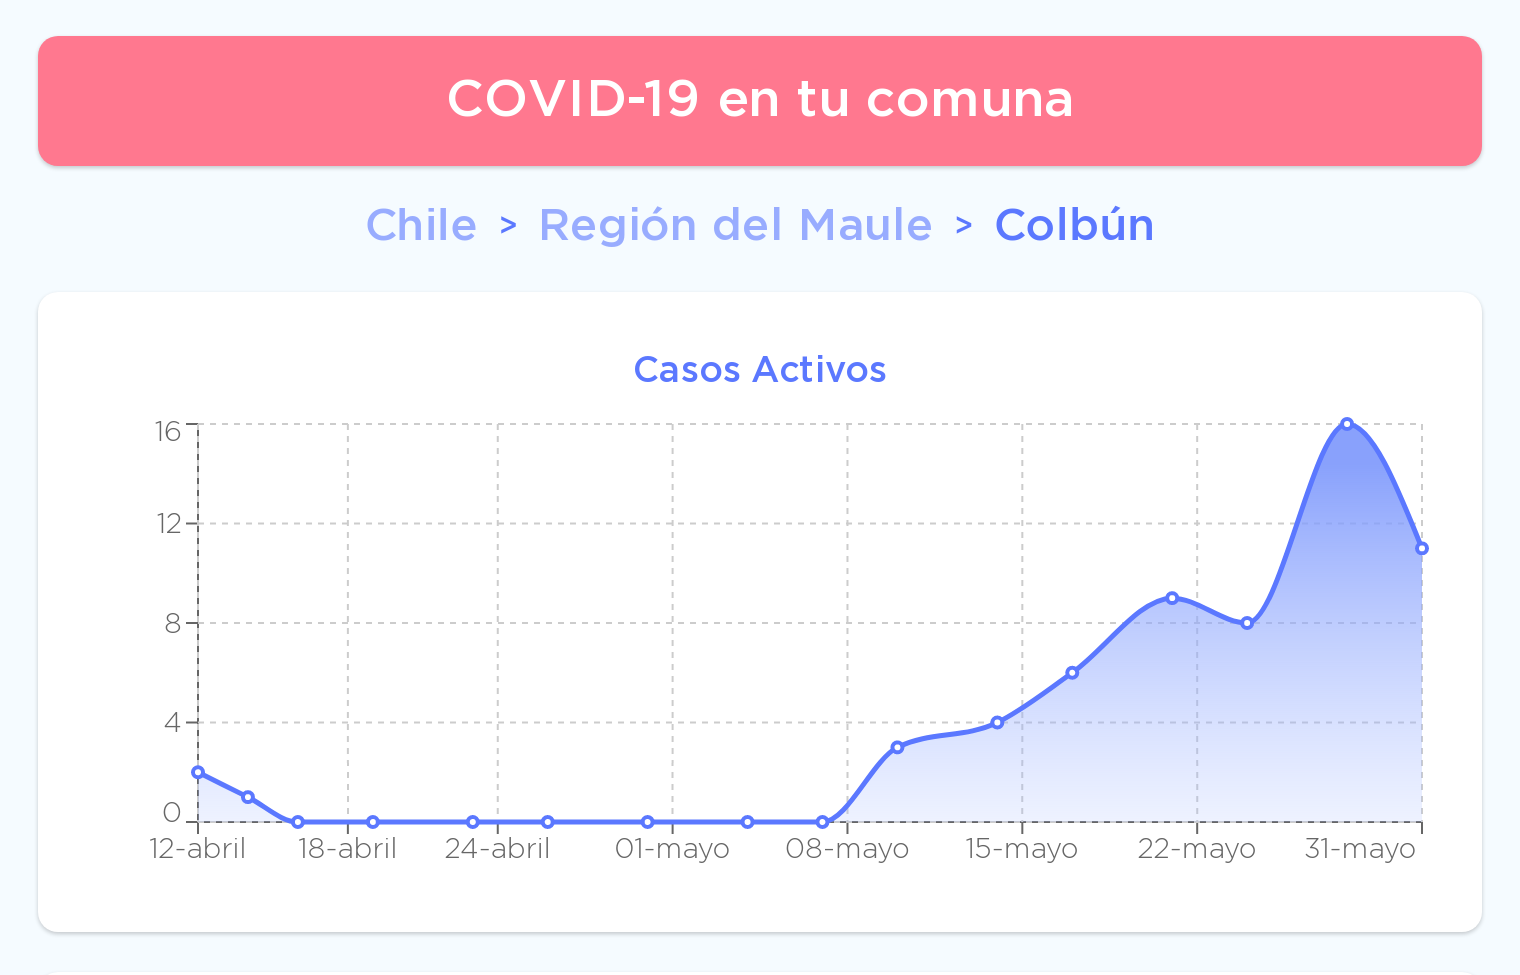 COVID-19 en tu comuna
Chile > Región del Maule > Colbún
Casos Activos
16
12
8
4
0
12-abril 18-abril 24-abril 01-mayo 08-mayo 15-mayo 22-mayo 31-mayo